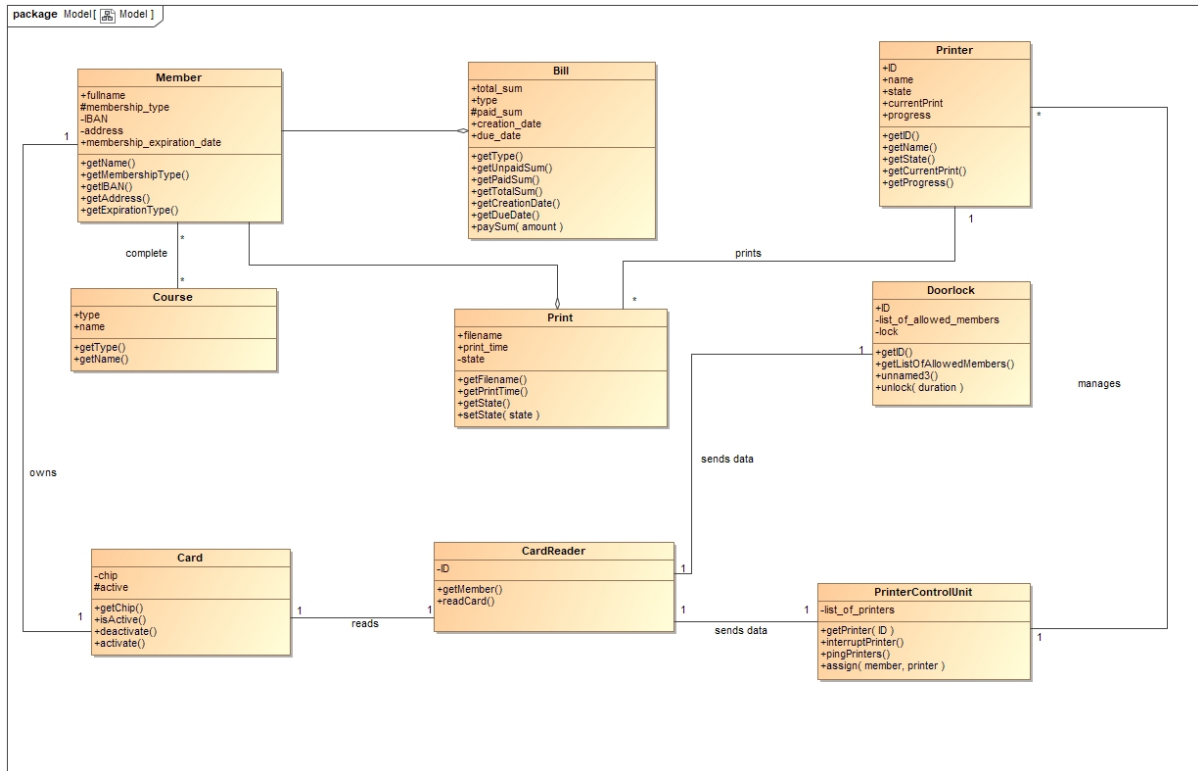 package Model [ Model ]
Member
+fullname
#membership_type
-IBAN
-address
+membership_expiration_date
+getName()
+getMembershipType()
+getIBAN()
+getAddress()
+getExpirationType()
Bill
+total_sum
+type
#paid_sum
+creation_date
+due_date
+getType()
+getUnpaidSum()
+getPaidSum()
+getTotalSum()
+getCreationDate()
+getDueDate()
+paySum( amount )
Printer
+ID
+name
+state
+currentPrint
+progress
+getID()
+getName()
+getState()
+getCurrentPrint()
+getProgress()
1
*
1
*
complete
*
prints
*
Course
+type
+name
+getType()
+getName()
Print
+filename
+print_time
-state
+getFilename()
+getPrintTime()
+getState()
+setState( state )
Doorlock
+ID
-list_of_allowed_members
-lock
+getID()
+getListOfAllowedMembers()
+unnamed3()
+unlock( duration )
1
manages
sends data
owns
Card
-chip
#active
+getChip()
+isActive()
+deactivate()
+activate()
1
1
reads
1
CardReader
-ID
+getMember()
+readCard()
1
1
sends data
1
PrinterControlUnit
-list_of_printers
+getPrinter( ID )
+interruptPrinter()
+pingPrinters()
+assign( member, printer )
1